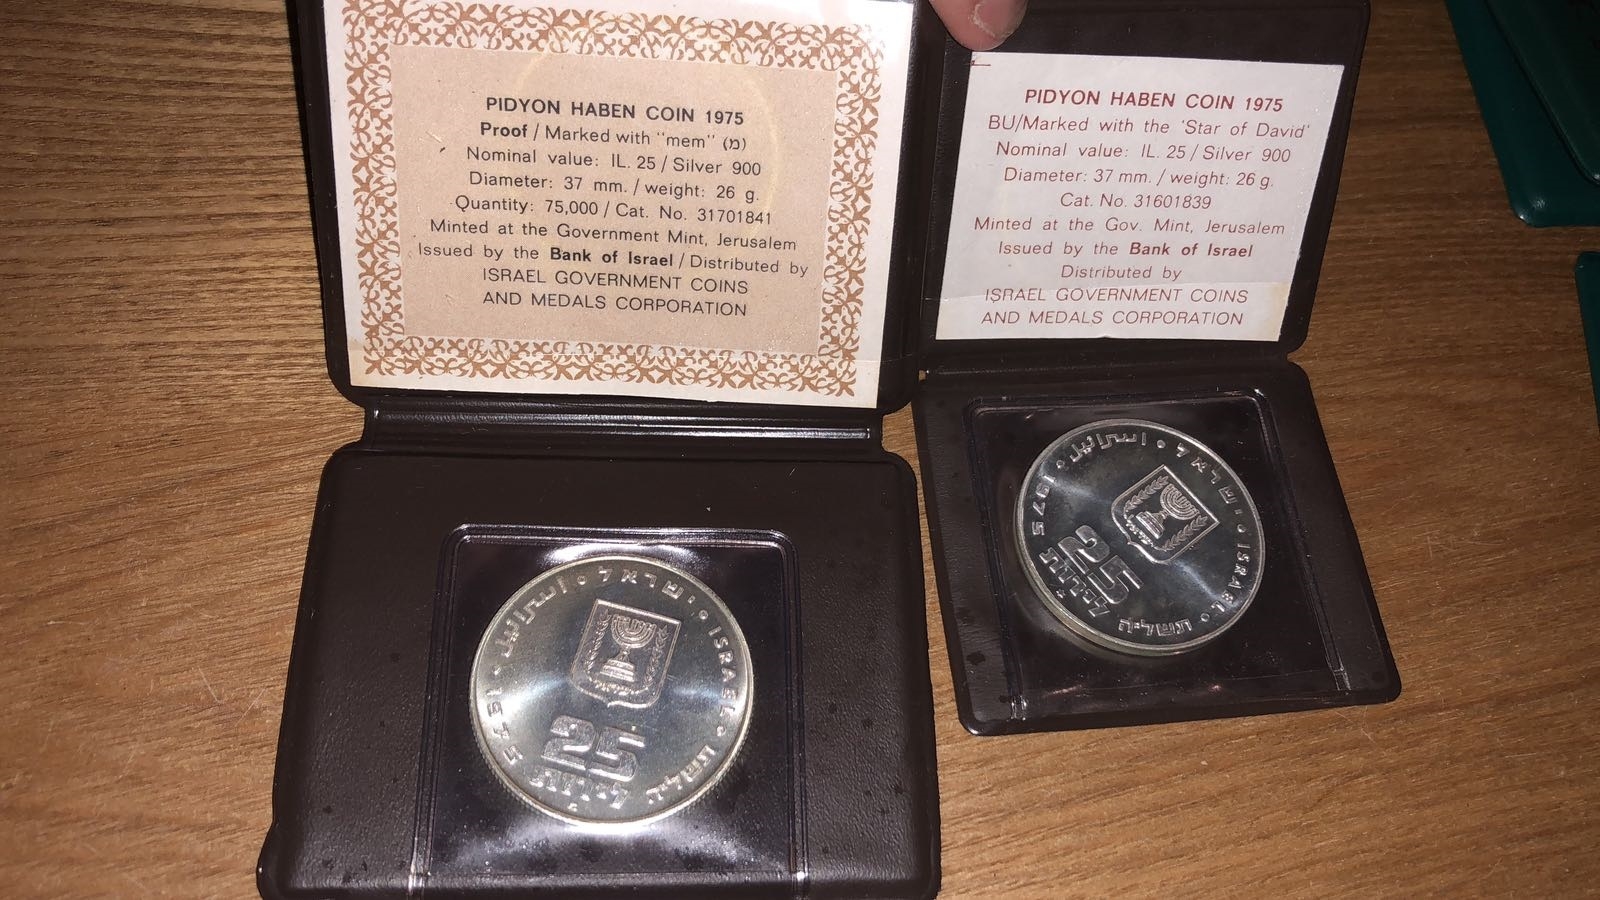 PIDYON HABEN COIN 1975
Proof / Marked with "mem" (מ)
Nominal value: IL. 25 / Silver 900
Diameter: 37 mm. / weight: 26 g.
Quantity: 75,000 / Cat. No. 31701841
Minted at the Government Mint, Jerusalem
Issued by the Bank of Israel / Distributed by
ISRAEL GOVERNMENT COINS
AND MEDALS CORPORATION
PIDYON HABEN COIN 1975
BU/Marked with the 'Star of David'
Nominal value: IL. 25 / Silver 900
Diameter: 37 mm. / weight: 26 g.
Cat. No. 31601839
Minted at the Gov. Mint, Jerusalem
Issued by the Bank of Israel
Distributed by
ISRAEL GOVERNMENT COINS
AND MEDALS CORPORATION
اسرائيل • ישראל • ISRAEL • תשל״ה • 1975
25
לירות
اسرائيل • ישראל • ISRAEL • תשל״ה • 1975
25
לירות